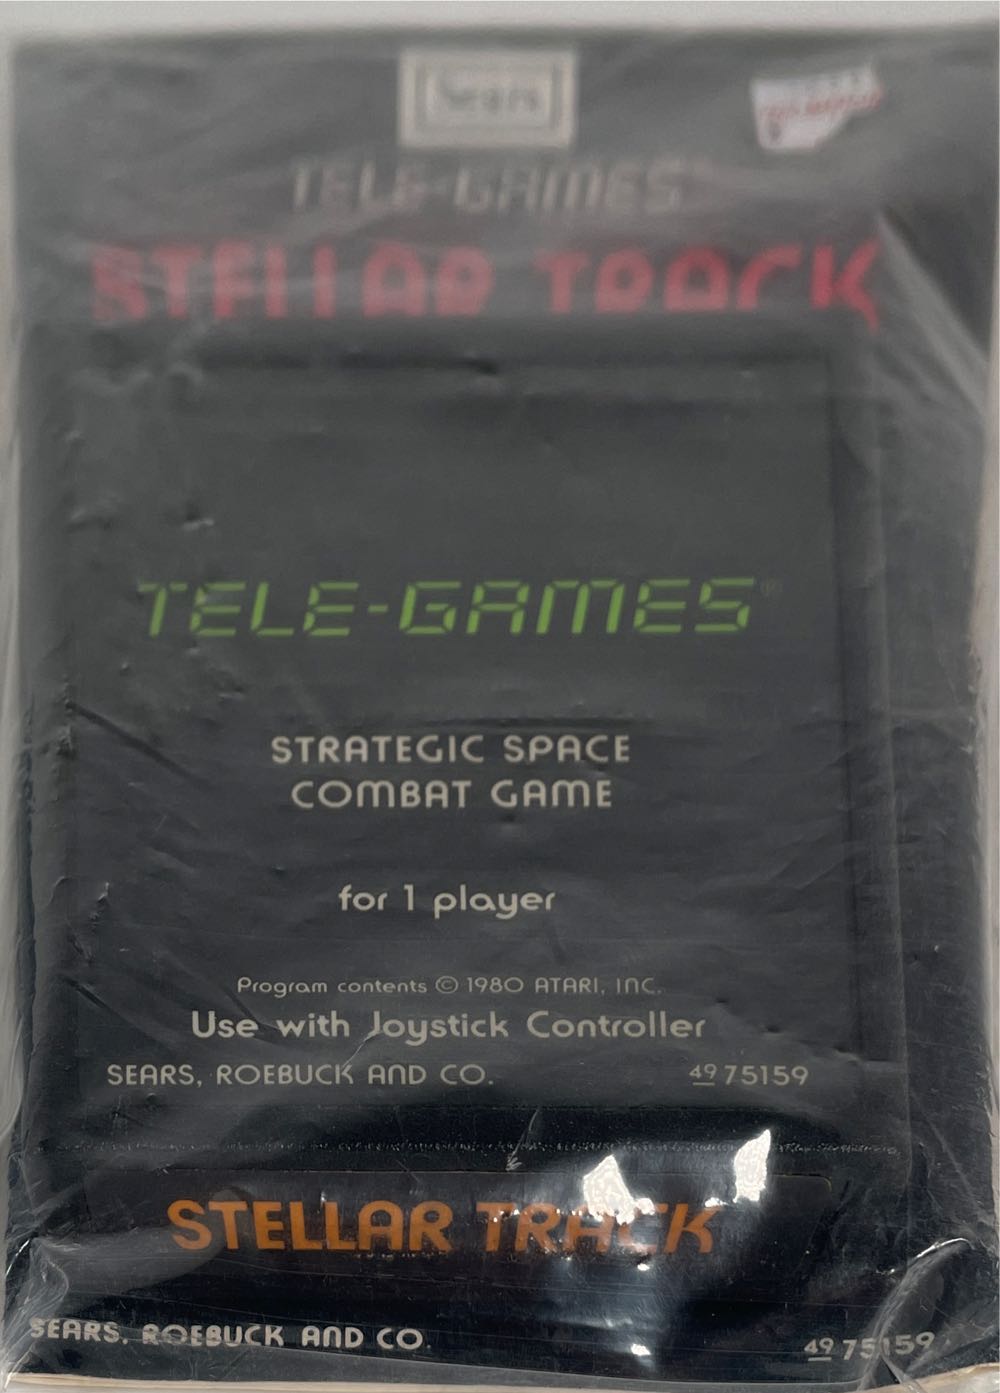 Sears
TELE-GAMES
STELLAR TRACK
TELE-GAMES®
STRATEGIC SPACE
COMBAT GAME
for 1 player
Program contents © 1980 ATARI, INC.
Use with Joystick Controller
SEARS, ROEBUCK AND CO. 49 75159
STELLAR TRACK
SEARS, ROEBUCK AND CO. 49 75159